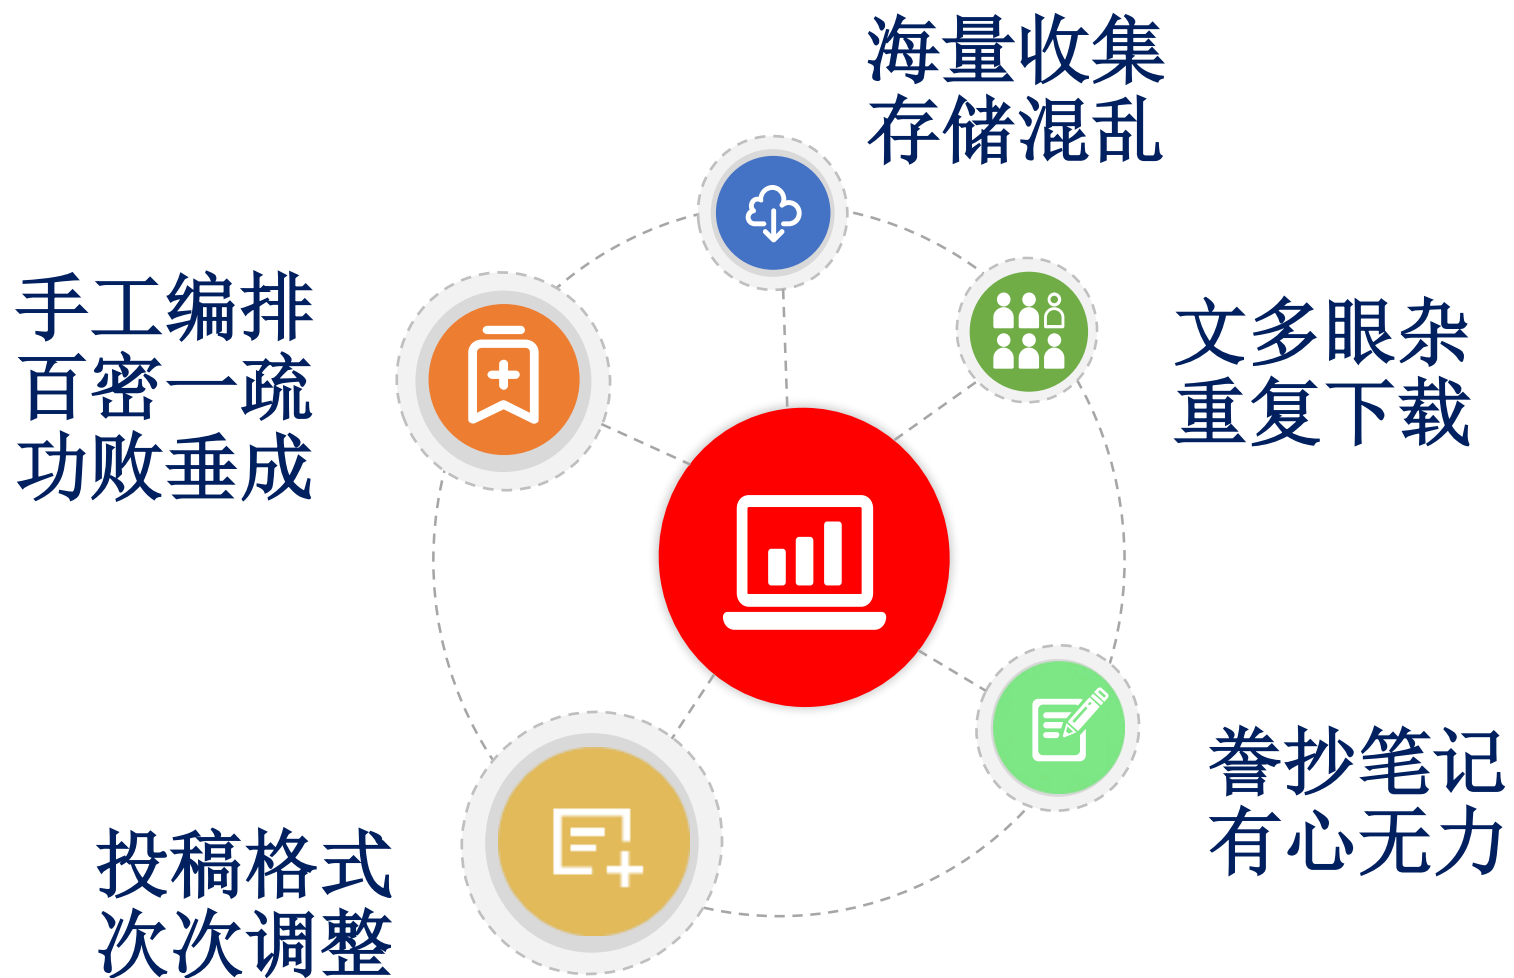 海量收集
存储混乱
手工编排
百密一疏
功败垂成
文多眼杂
重复下载
誊抄笔记
有心无力
投稿格式
次次调整